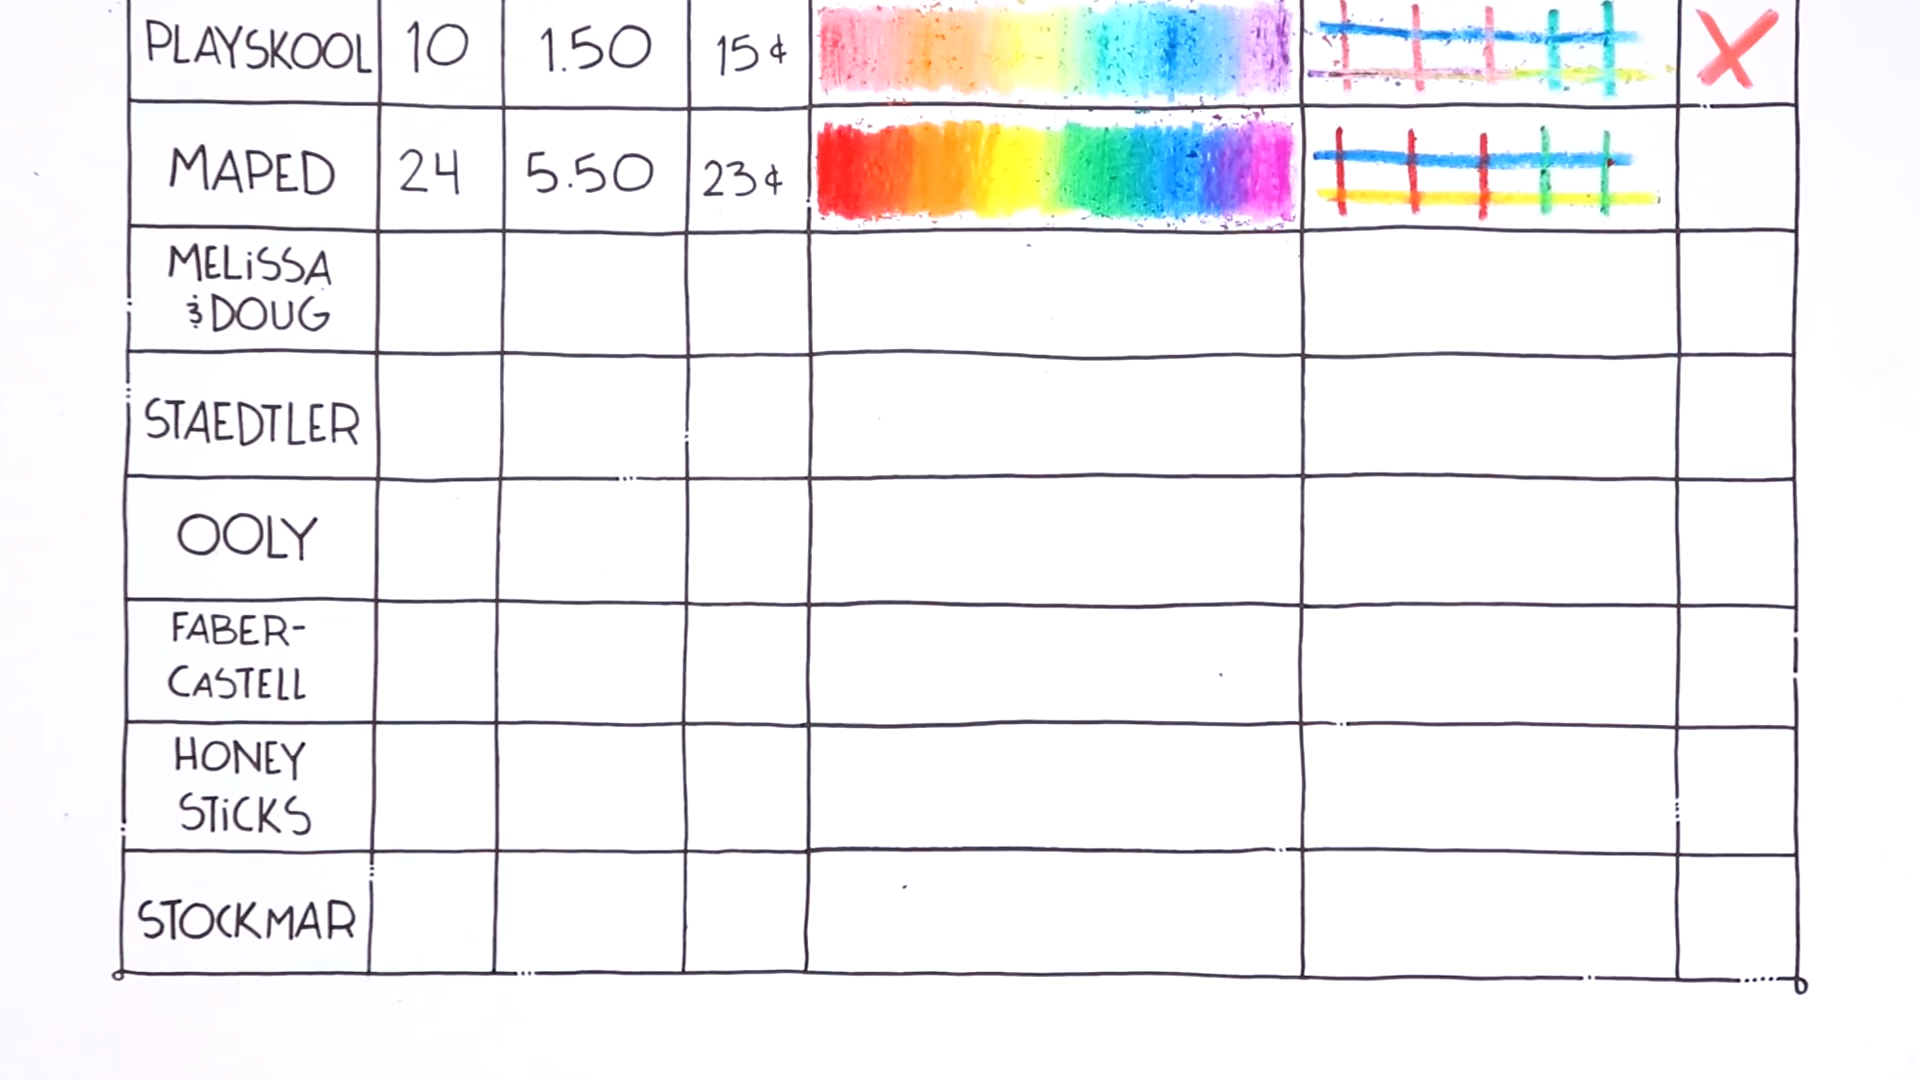 PLAYSKOOL 10 1.50 15¢ X
MAPED 24 5.50 23¢
MELiSSA
& DOUG
STAEDTLER
OOLY
FABER-
CASTELL
HONEY
STiCKS
STOCKMAR